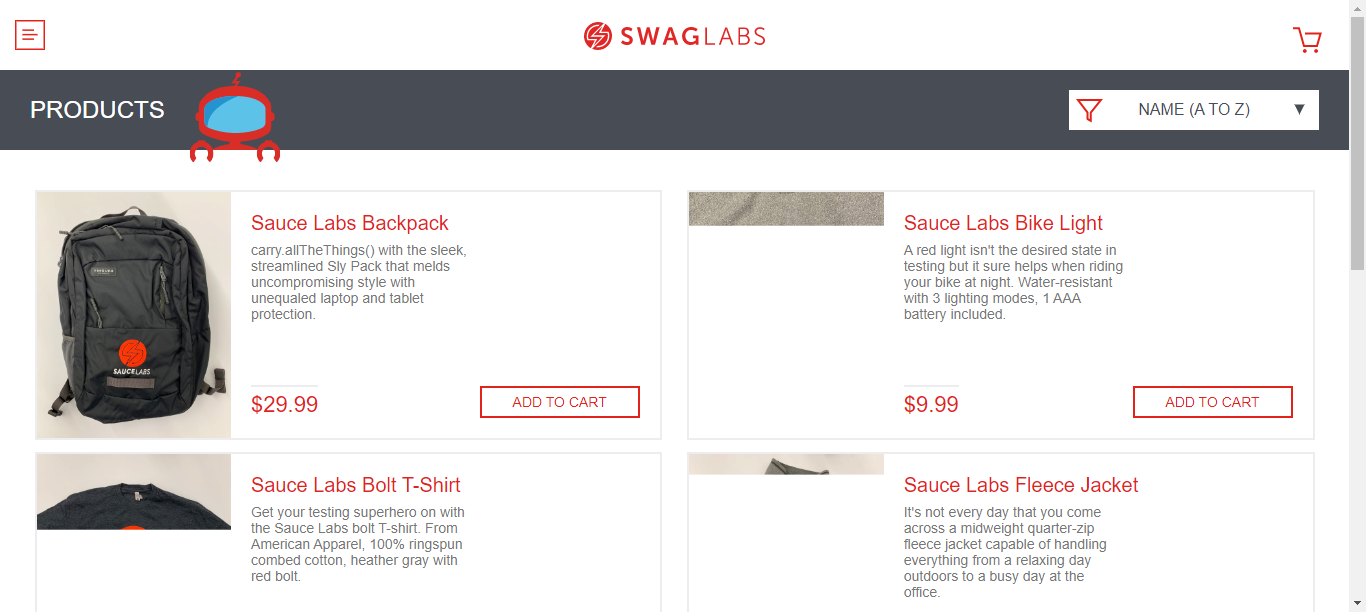 SWAGLABS
PRODUCTS
NAME (A TO Z)
Sauce Labs Backpack
carry.allTheThings() with the sleek,
streamlined Sly Pack that melds
uncompromising style with
unequaled laptop and tablet
protection.
SAUCELABS
$29.99
ADD TO CART
Sauce Labs Bike Light
A red light isn't the desired state in
testing but it sure helps when riding
your bike at night. Water-resistant
with 3 lighting modes, 1 AAA
battery included.
$9.99
ADD TO CART
Sauce Labs Bolt T-Shirt
Get your testing superhero on with
the Sauce Labs bolt T-shirt. From
American Apparel, 100% ringspun
combed cotton, heather gray with
red bolt.
Sauce Labs Fleece Jacket
It's not every day that you come
across a midweight quarter-zip
fleece jacket capable of handling
everything from a relaxing day
outdoors to a busy day at the
office.